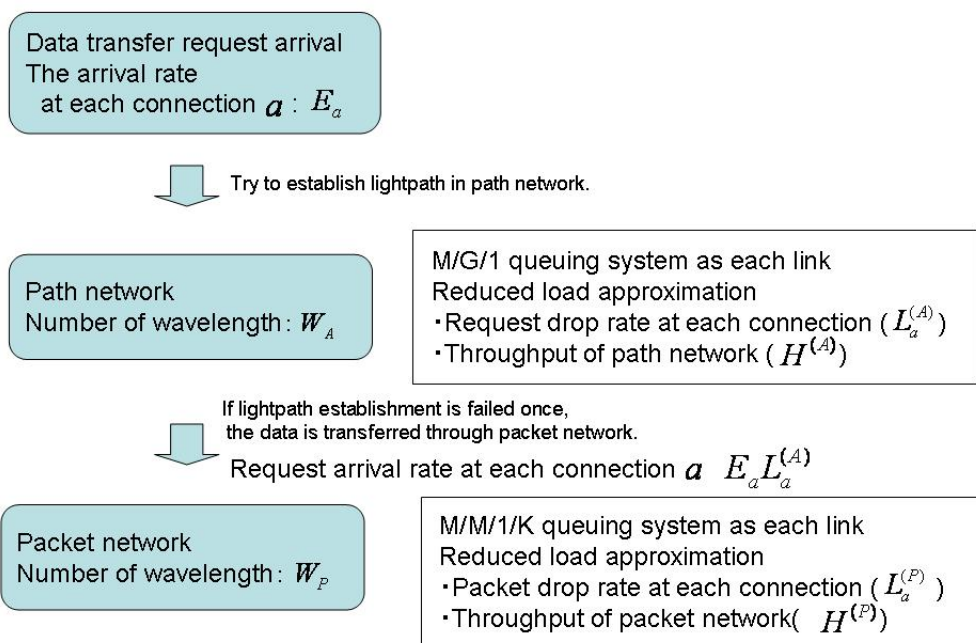 Data transfer request arrival
The arrival rate
at each connection a : E_a
Try to establish lightpath in path network.
Path network
Number of wavelength: W_A
M/G/1 queuing system as each link
Reduced load approximation
・Request drop rate at each connection ( L_a^(A) )
・Throughput of path network ( H^(A) )
If lightpath establishment is failed once,
the data is transferred through packet network.
Request arrival rate at each connection a E_a L_a^(A)
Packet network
Number of wavelength: W_P
M/M/1/K queuing system as each link
Reduced load approximation
・Packet drop rate at each connection ( L_a^(P) )
・Throughput of packet network( H^(P) )